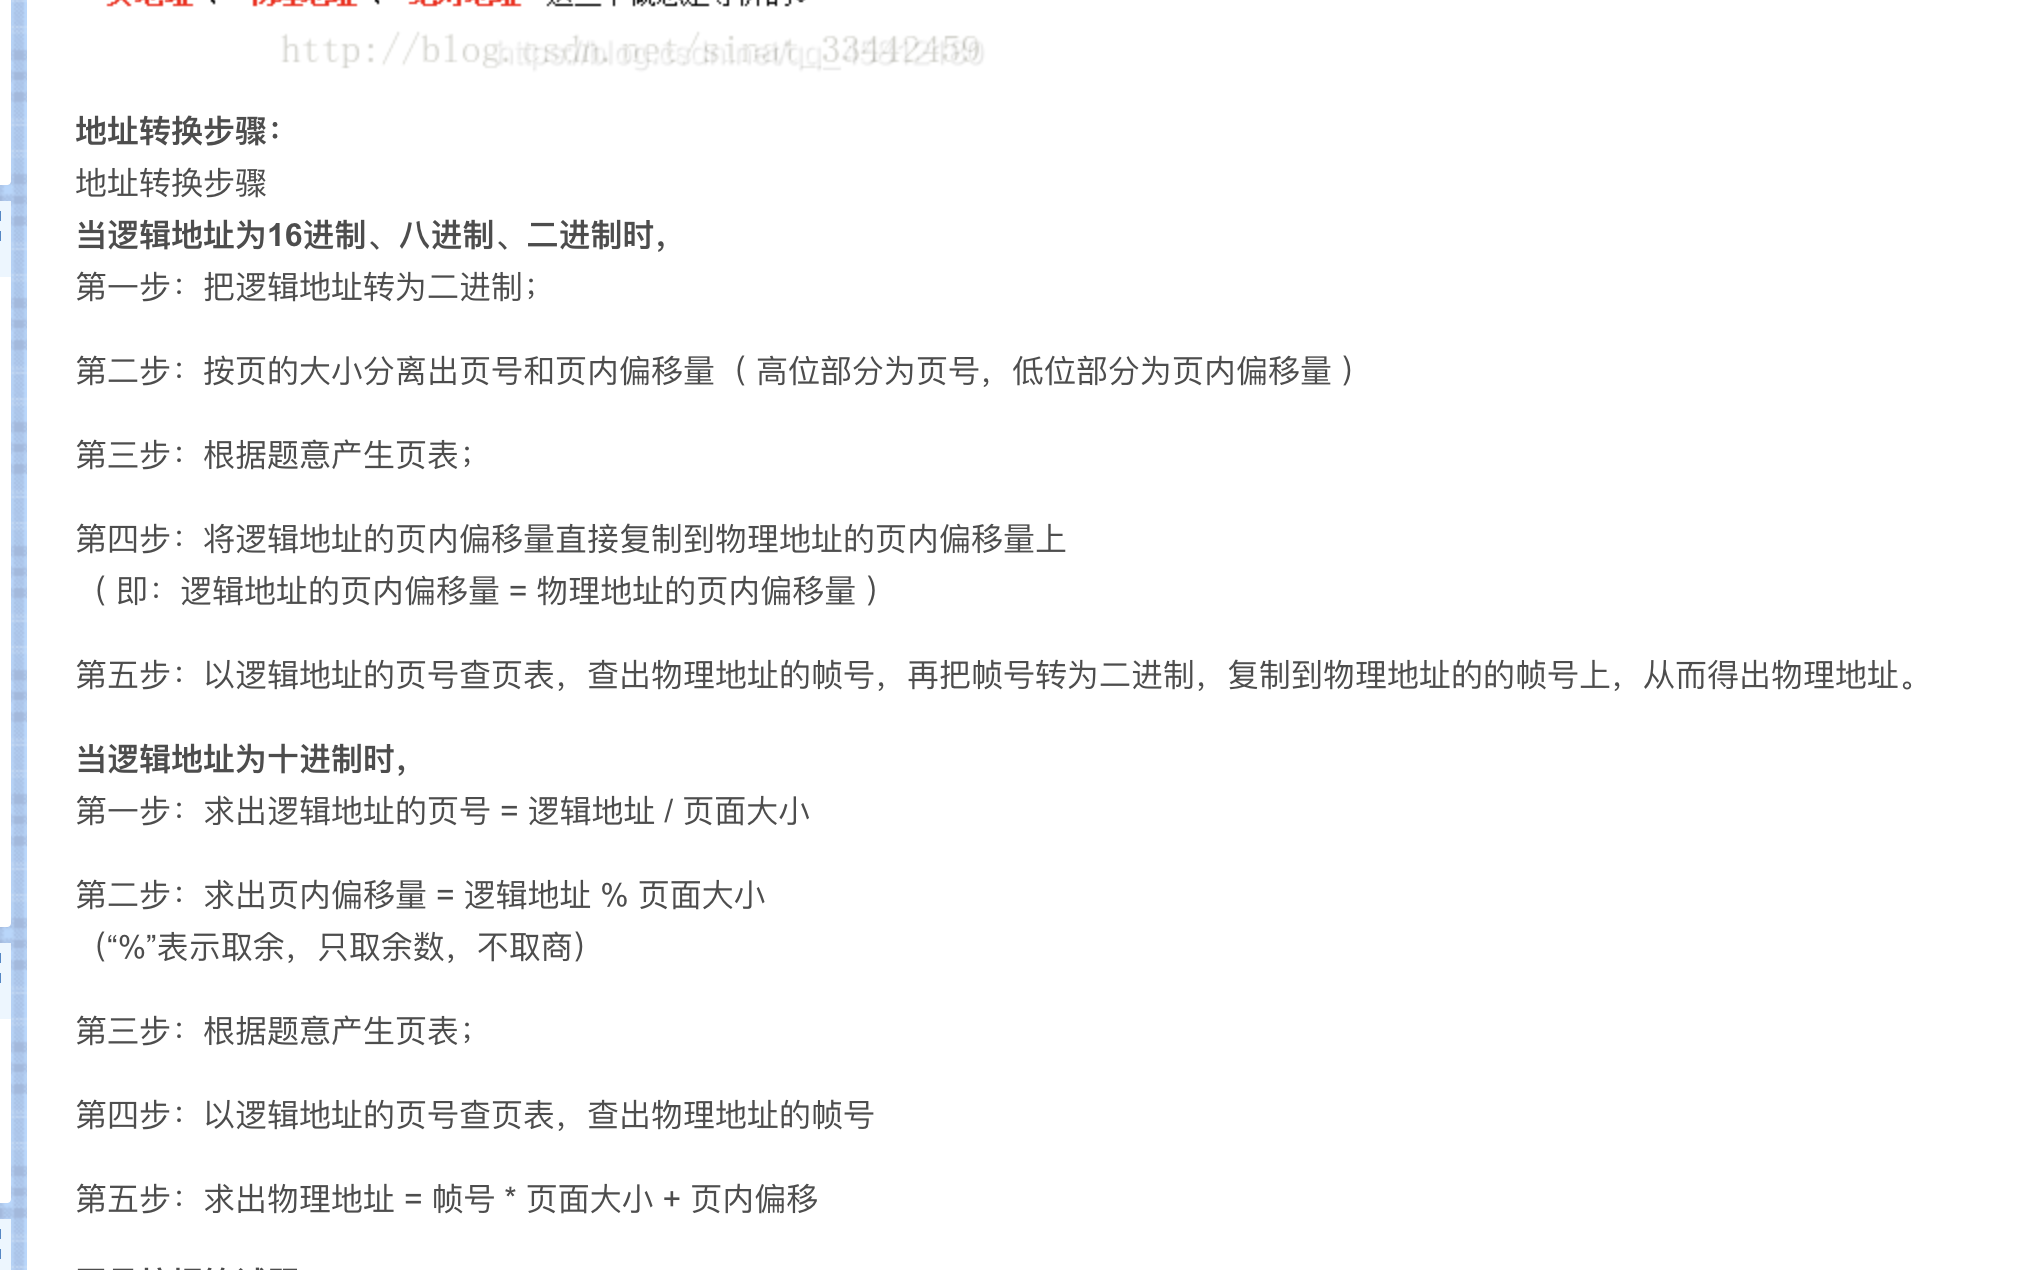 http://blog.csdn.net/sinat_33442459
地址转换步骤：
地址转换步骤
当逻辑地址为16进制、八进制、二进制时，
第一步：把逻辑地址转为二进制；
第二步：按页的大小分离出页号和页内偏移量（ 高位部分为页号，低位部分为页内偏移量 ）
第三步：根据题意产生页表；
第四步：将逻辑地址的页内偏移量直接复制到物理地址的页内偏移量上
（ 即：逻辑地址的页内偏移量 = 物理地址的页内偏移量 ）
第五步：以逻辑地址的页号查页表，查出物理地址的帧号，再把帧号转为二进制，复制到物理地址的的帧号上，从而得出物理地址。
当逻辑地址为十进制时，
第一步：求出逻辑地址的页号 = 逻辑地址 / 页面大小
第二步：求出页内偏移量 = 逻辑地址 % 页面大小
（“%”表示取余，只取余数，不取商）
第三步：根据题意产生页表；
第四步：以逻辑地址的页号查页表，查出物理地址的帧号
第五步：求出物理地址 = 帧号 * 页面大小 + 页内偏移